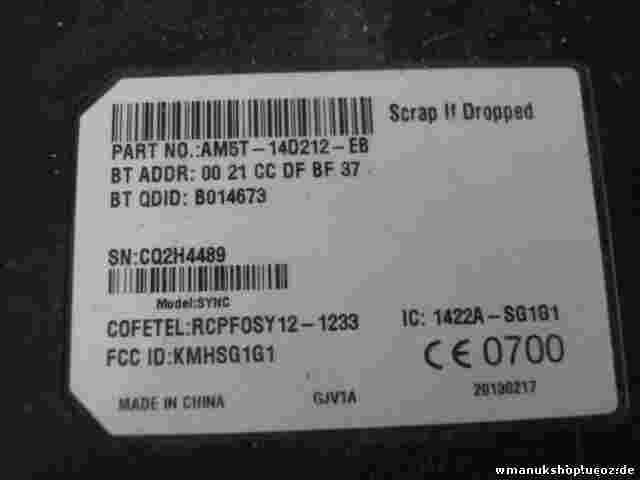 Scrap If Dropped
PART NO.:AM5T-14D212-EB
BT ADDR: 00 21 CC DF BF 37
BT QDID: B014673
SN:CQ2H4489
Model:SYNC
COFETEL:RCPFOSY12-1233
IC: 1422A-SG1G1
FCC ID:KMHSG1G1
CE 0700
MADE IN CHINA
GJV1A
20130217
wmanukshop.ucoz.de